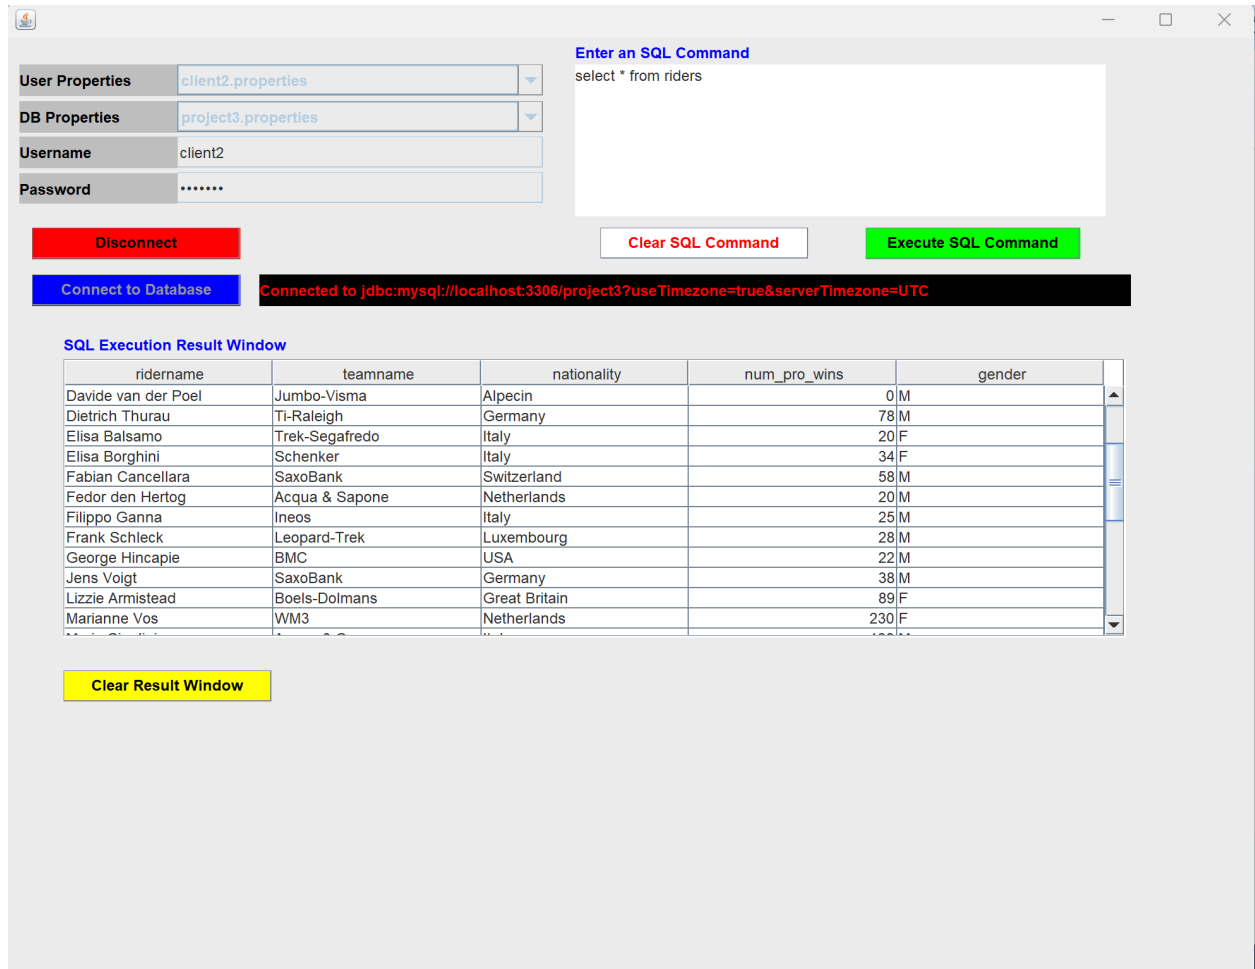 Enter an SQL Command
User Properties client2.properties select * from riders
DB Properties project3.properties
Username client2
Password •••••••
Disconnect Clear SQL Command Execute SQL Command
Connect to Database Connected to jdbc:mysql://localhost:3306/project3?useTimezone=true&serverTimezone=UTC
SQL Execution Result Window
ridername teamname nationality num_pro_wins gender
Davide van der Poel Jumbo-Visma Alpecin 0 M
Dietrich Thurau Ti-Raleigh Germany 78 M
Elisa Balsamo Trek-Segafredo Italy 20 F
Elisa Borghini Schenker Italy 34 F
Fabian Cancellara SaxoBank Switzerland 58 M
Fedor den Hertog Acqua & Sapone Netherlands 20 M
Filippo Ganna Ineos Italy 25 M
Frank Schleck Leopard-Trek Luxembourg 28 M
George Hincapie BMC USA 22 M
Jens Voigt SaxoBank Germany 38 M
Lizzie Armistead Boels-Dolmans Great Britain 89 F
Marianne Vos WM3 Netherlands 230 F
Clear Result Window